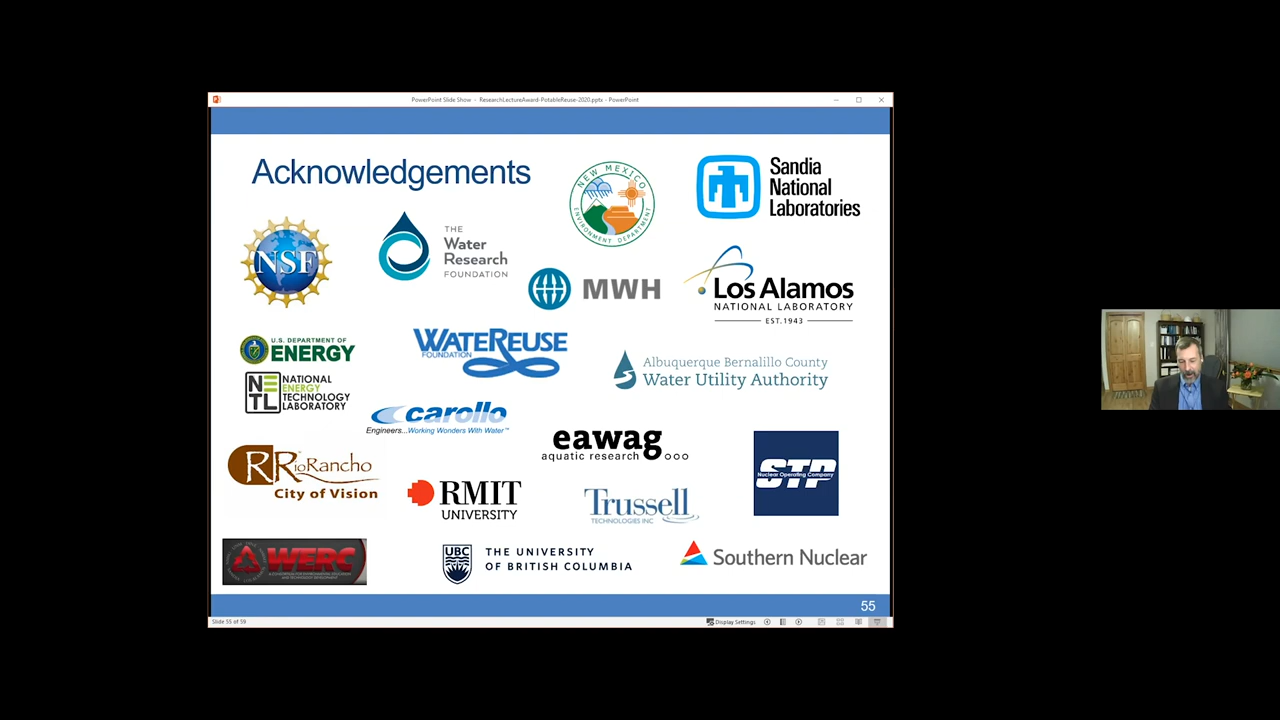 PowerPoint Slide Show - ResearchLectureAward-PotableReuse-2020.pptx - PowerPoint
Acknowledgements
NEW MEXICO
ENVIRONMENT DEPARTMENT
Sandia
National
Laboratories
NSF
THE
Water
Research
FOUNDATION
MWH
Los Alamos
NATIONAL LABORATORY
EST.1943
U.S. DEPARTMENT OF
ENERGY
WATEREUSE
FOUNDATION
Albuquerque Bernalillo County
Water Utility Authority
NE
TL
NATIONAL
ENERGY
TECHNOLOGY
LABORATORY
carollo
Engineers...Working Wonders With Water™
eawag
aquatic research
STP
Nuclear Operating Company
RioRancho
City of Vision
RMIT
UNIVERSITY
Trussell
TECHNOLOGIES INC
WERC
UBC
THE UNIVERSITY
OF BRITISH COLUMBIA
Southern Nuclear
55
Slide 55 of 59
Display Settings